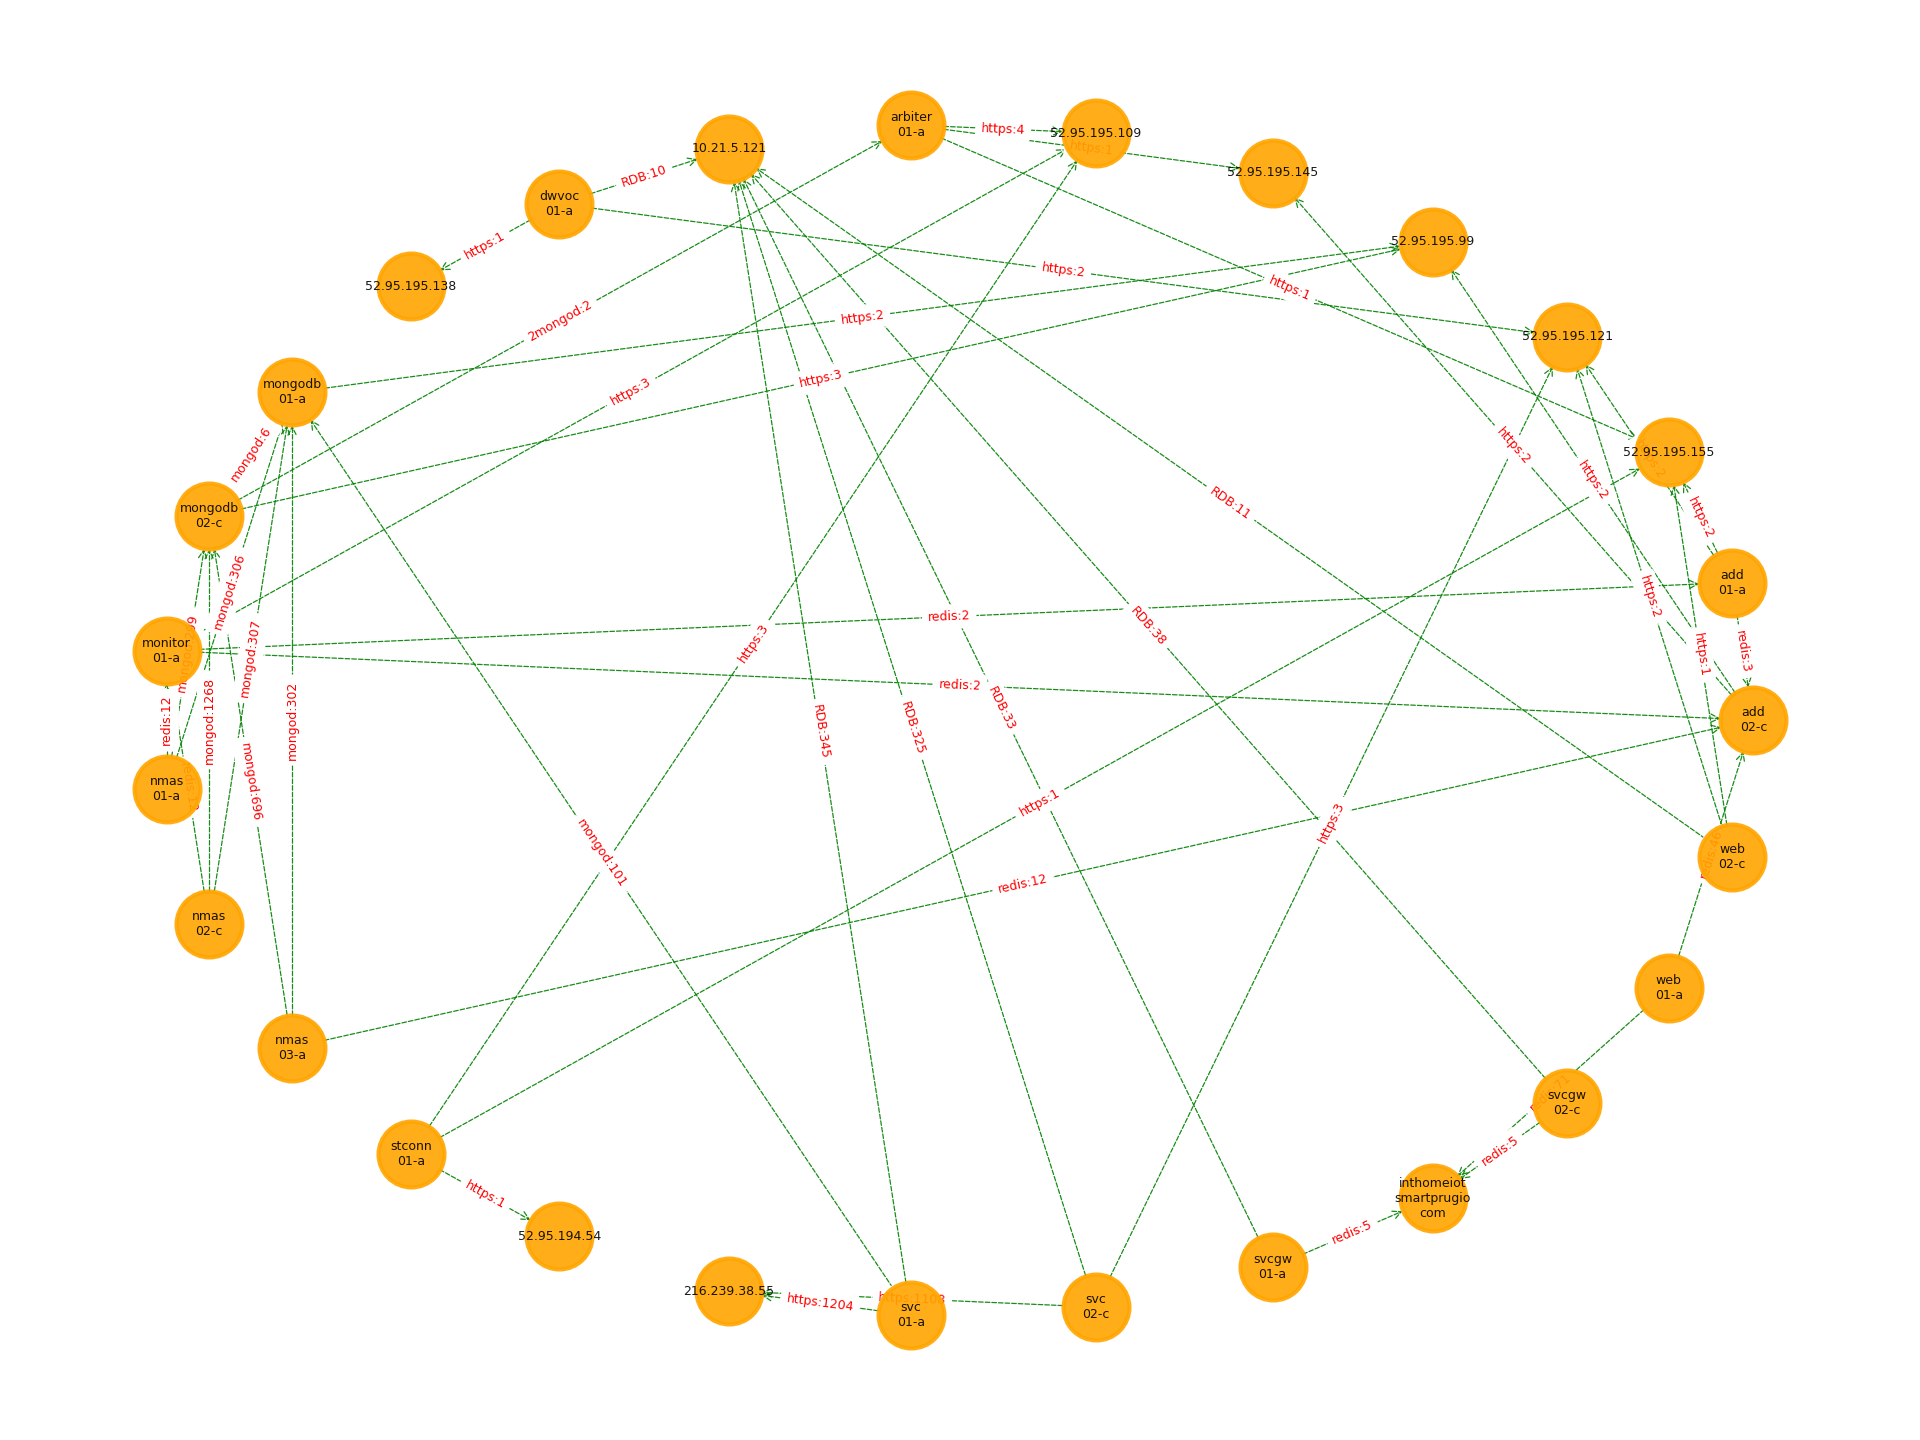 arbiter
01-a
https:4
52.95.195.109
https:1
10.21.5.121
52.95.195.145
RDB:10
dwvoc
01-a
https:1
52.95.195.138
52.95.195.99
https:2
https:1
2mongod:2
https:2
52.95.195.121
https:3
https:3
mongodb
01-a
mongod:6
https:2
52.95.195.155
https:2
RDB:11
mongodb
02-c
https:2
add
01-a
mongod:306
https:2
redis:2
RDB:38
https:3
monitor
01-a
mongod:307
https:1
redis:3
redis:2
redis:12
mongod:1268
mongod:302
RDB:33
RDB:345
RDB:325
add
02-c
nmas
01-a
mongod:696
https:1
https:3
mongod:101
web
02-c
redis:12
nmas
02-c
web
01-a
nmas
03-a
svcgw
02-c
stconn
01-a
redis:5
https:1
inthomeiot
smartprugio
com
52.95.194.54
redis:5
svcgw
01-a
216.239.38.55
https:1204
svc
01-a
svc
02-c